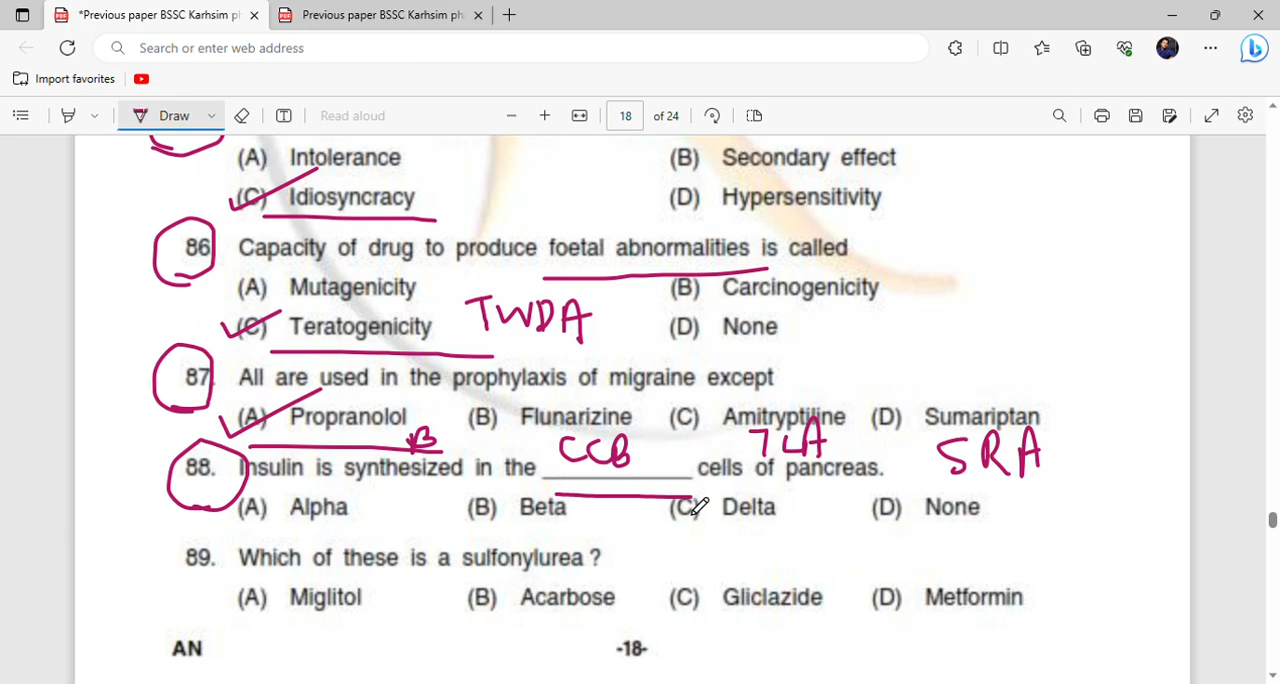 *Previous paper BSSC Karhsim ph
Previous paper BSSC Karhsim ph
Search or enter web address
Import favorites
Draw
Read aloud
18 of 24
(A) Intolerance (B) Secondary effect
(C) Idiosyncracy (D) Hypersensitivity
86 Capacity of drug to produce foetal abnormalities is called
(A) Mutagenicity (B) Carcinogenicity
(C) Teratogenicity TWDA (D) None
87. All are used in the prophylaxis of migraine except
(A) Propranolol (B) Flunarizine (C) Amitryptiline (D) Sumariptan
CCB SRA
88. Insulin is synthesized in the ________ cells of pancreas.
(A) Alpha (B) Beta (C) Delta (D) None
89. Which of these is a sulfonylurea ?
(A) Miglitol (B) Acarbose (C) Gliclazide (D) Metformin
AN -18-